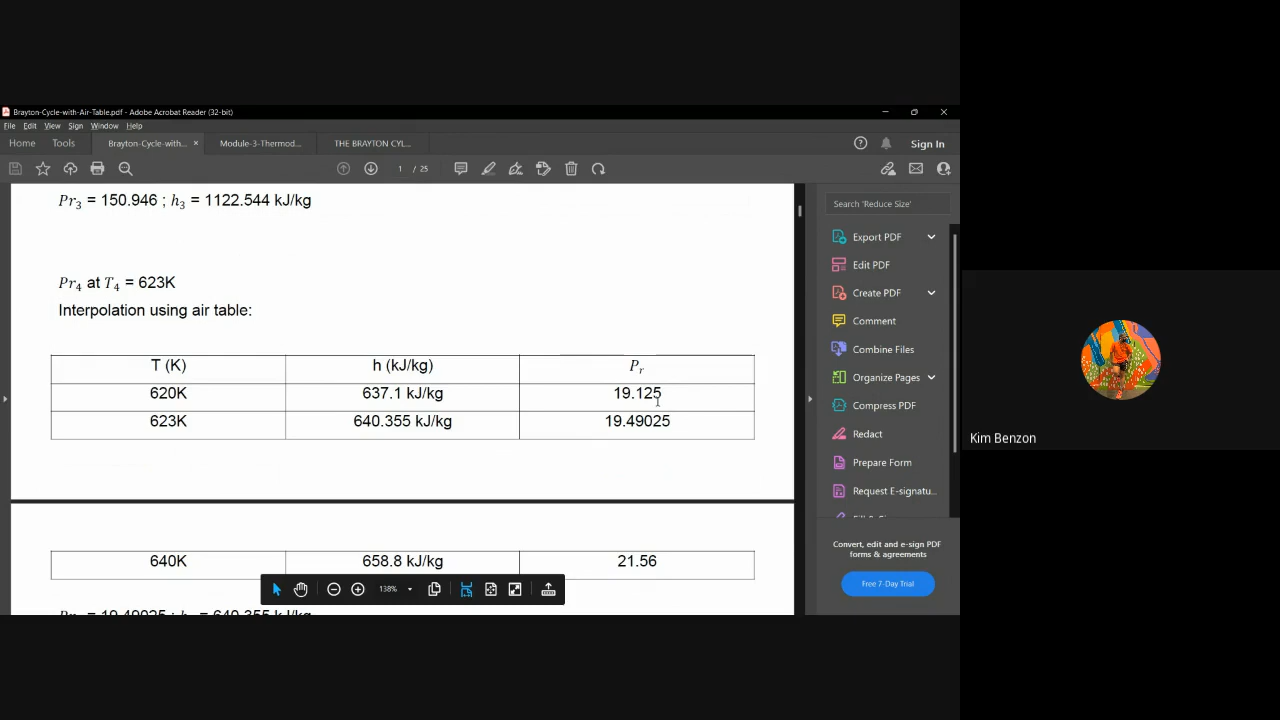 Brayton-Cycle-with-Air-Table.pdf - Adobe Acrobat Reader (32-bit)
File Edit View Sign Window Help
Home Tools Brayton-Cycle-with... × Module-3-Thermod... THE BRAYTON CYL... Sign In
1 / 25
Pr₃ = 150.946 ; h₃ = 1122.544 kJ/kg
Pr₄ at T₄ = 623K
Interpolation using air table:
T (K) h (kJ/kg) Pᵣ
620K 637.1 kJ/kg 19.125
623K 640.355 kJ/kg 19.49025
640K 658.8 kJ/kg 21.56
138%
Search 'Reduce Size'
Export PDF
Edit PDF
Create PDF
Comment
Combine Files
Organize Pages
Compress PDF
Redact
Prepare Form
Request E-signatu...
Convert, edit and e-sign PDF
forms & agreements
Free 7-Day Trial
Kim Benzon